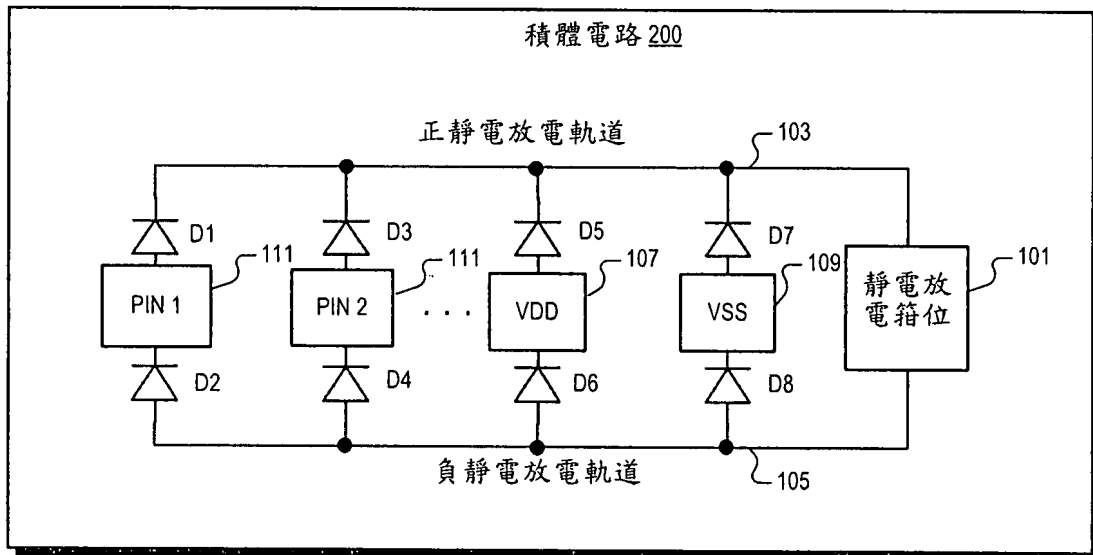 積體電路 200
正靜電放電軌道
103
D1
D3
D5
D7
111
111
107
109
101
PIN 1
PIN 2
. . .
VDD
VSS
靜電放
電箝位
D2
D4
D6
D8
負靜電放電軌道
105